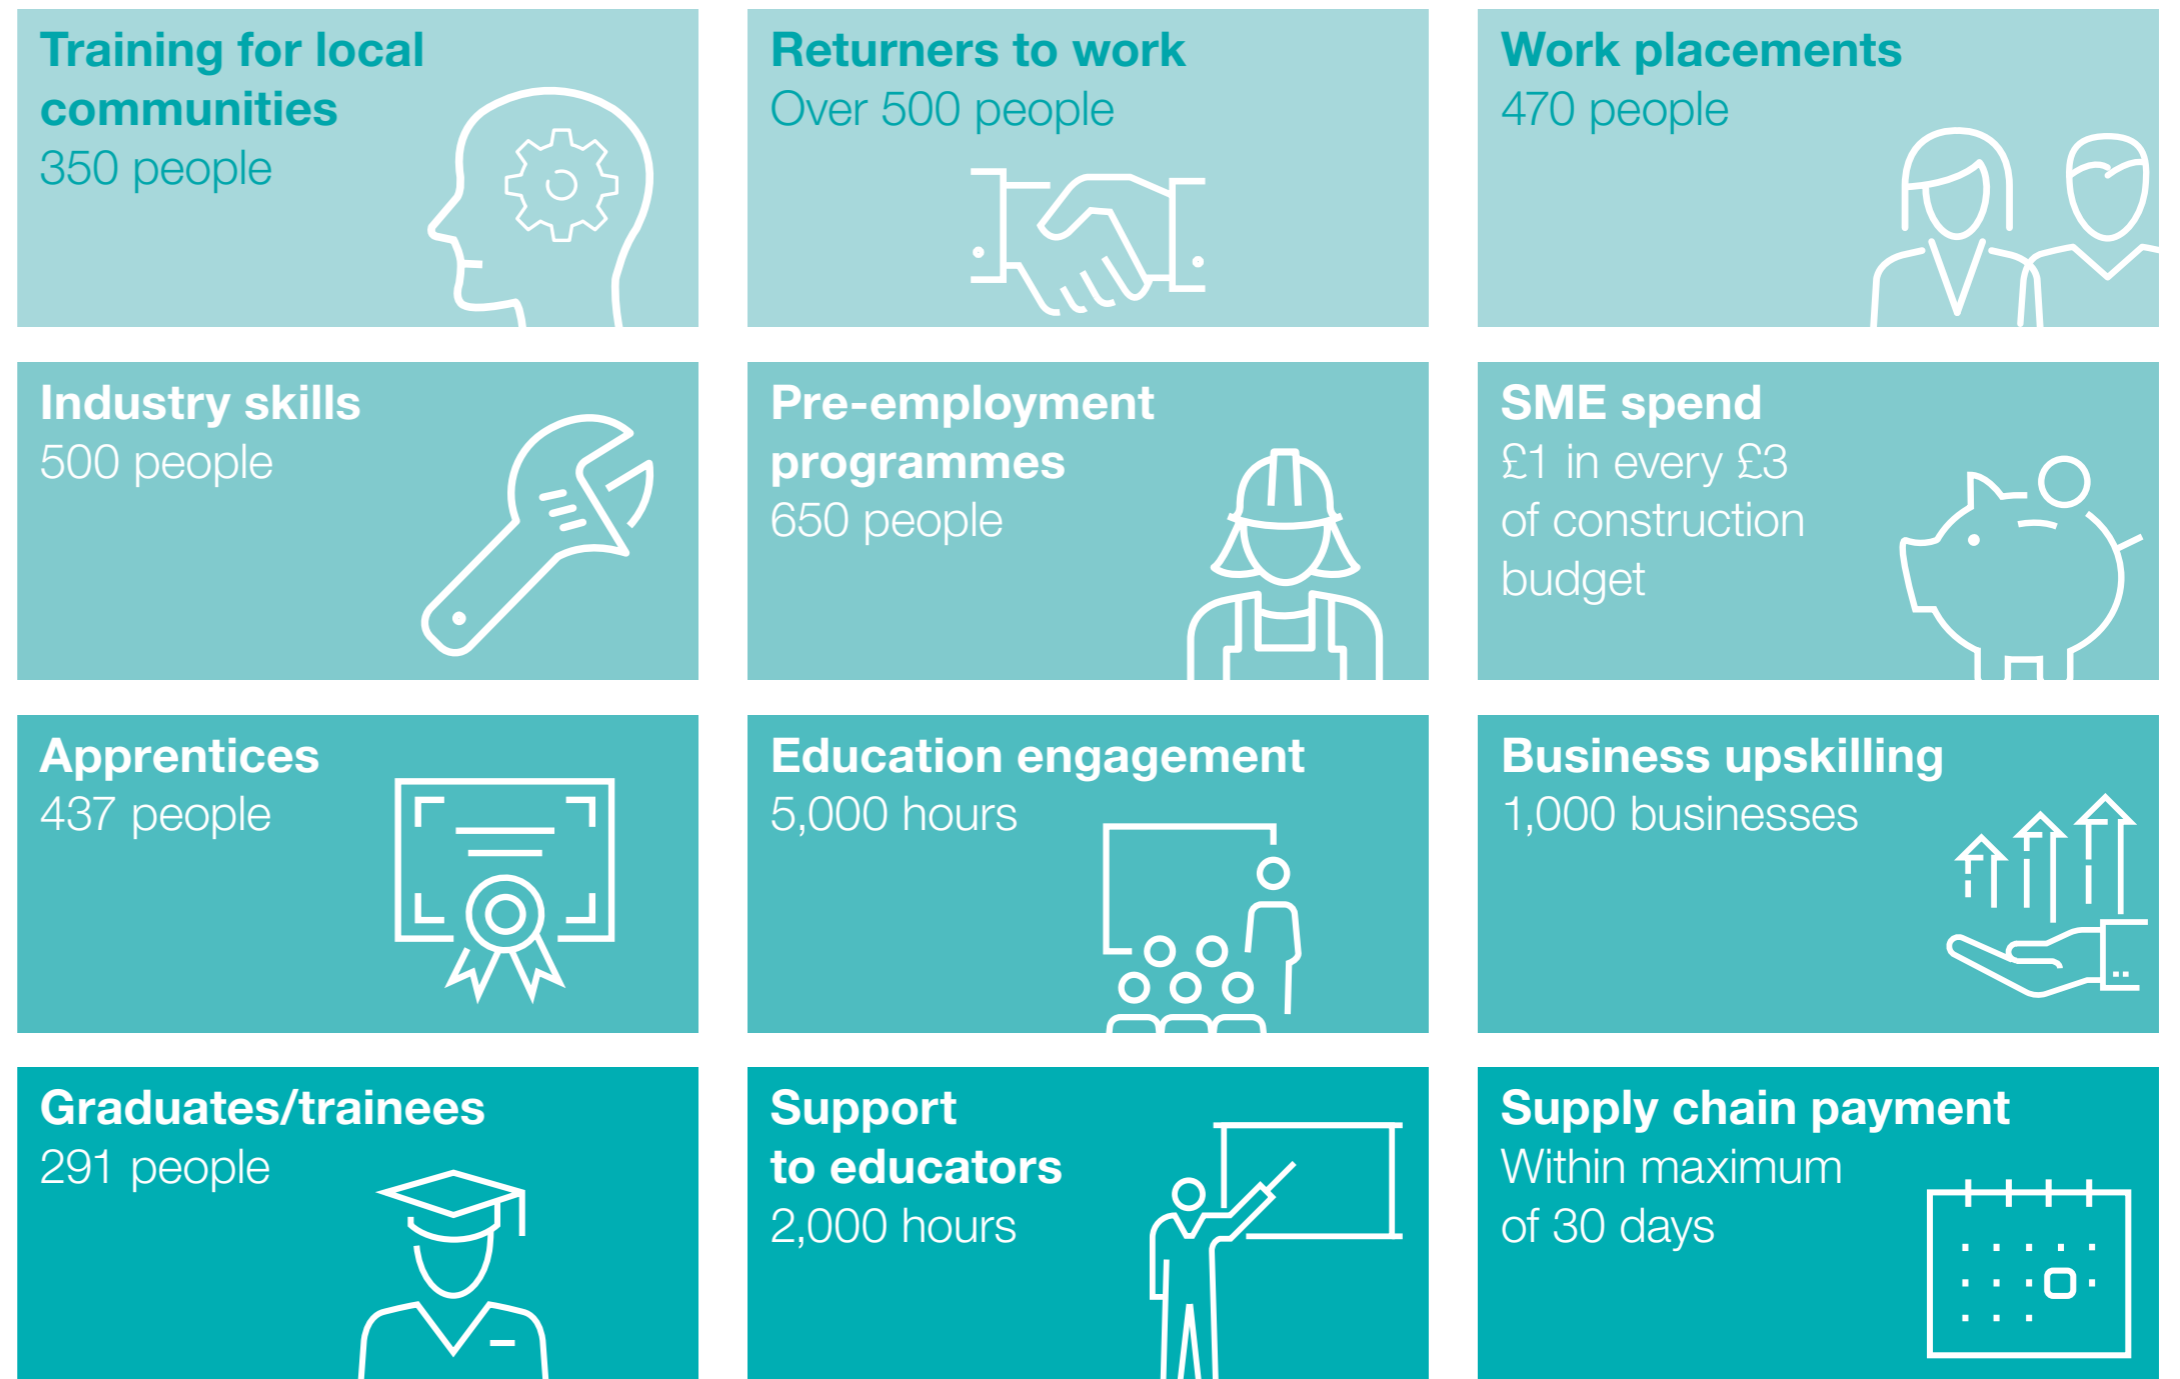 Training for local
communities
350 people
Returners to work
Over 500 people
Work placements
470 people
Industry skills
500 people
Pre-employment
programmes
650 people
SME spend
£1 in every £3
of construction
budget
Apprentices
437 people
Education engagement
5,000 hours
Business upskilling
1,000 businesses
Graduates/trainees
291 people
Support
to educators
2,000 hours
Supply chain payment
Within maximum
of 30 days